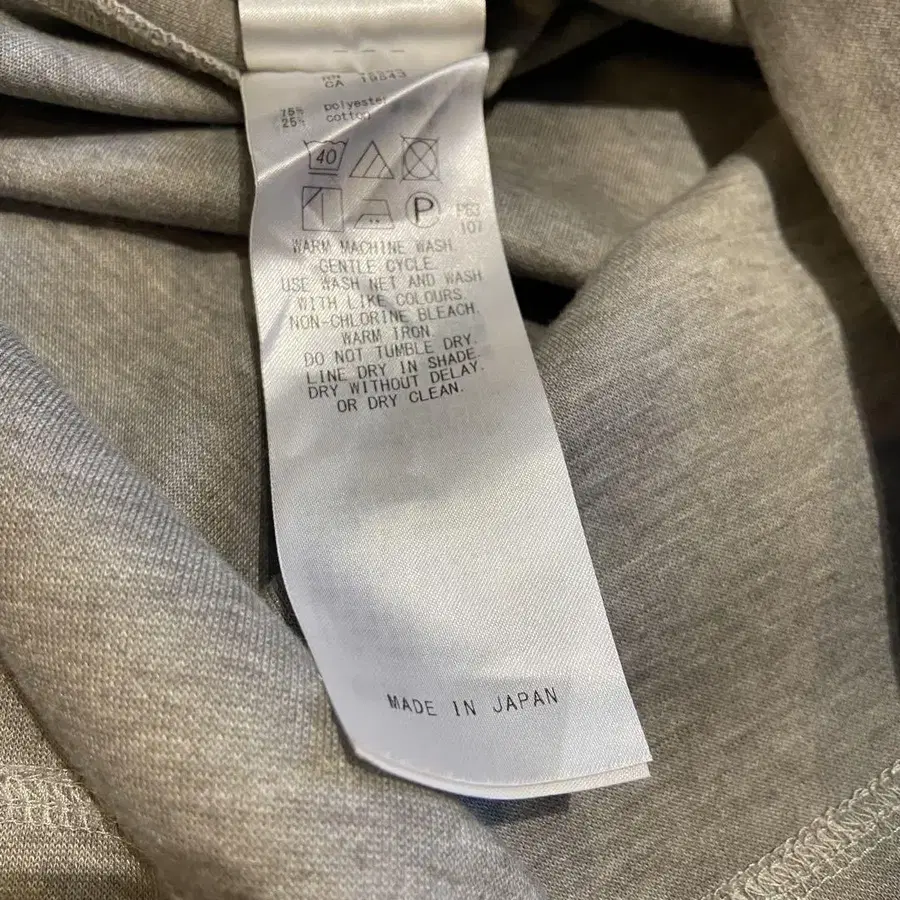 CA 15843
75% polyester
25% cotton
40
P
PB3
107
WARM MACHINE WASH.
GENTLE CYCLE.
USE WASH NET AND WASH
WITH LIKE COLOURS.
NON-CHLORINE BLEACH.
WARM IRON.
DO NOT TUMBLE DRY.
LINE DRY IN SHADE.
DRY WITHOUT DELAY.
OR DRY CLEAN.
MADE IN JAPAN